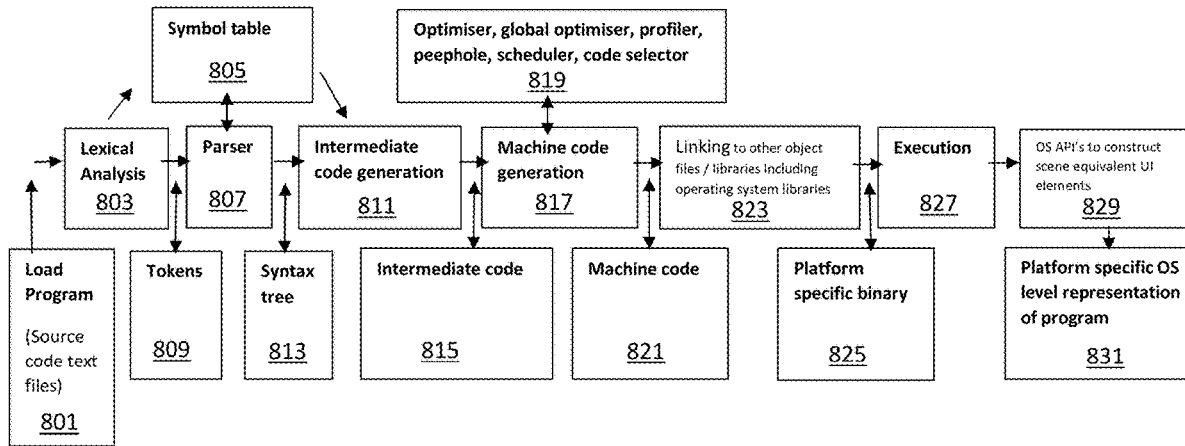 Symbol table
805
Optimiser, global optimiser, profiler,
peephole, scheduler, code selector
819
Lexical
Analysis
803
Parser
807
Intermediate
code generation
811
Machine code
generation
817
Linking to other object
files / libraries including
operating system libraries
823
Execution
827
OS API's to construct
scene equivalent UI
elements
829
Load
Program
(Source
code text
files)
801
Tokens
809
Syntax
tree
813
Intermediate code
815
Machine code
821
Platform
specific binary
825
Platform specific OS
level representation
of program
831